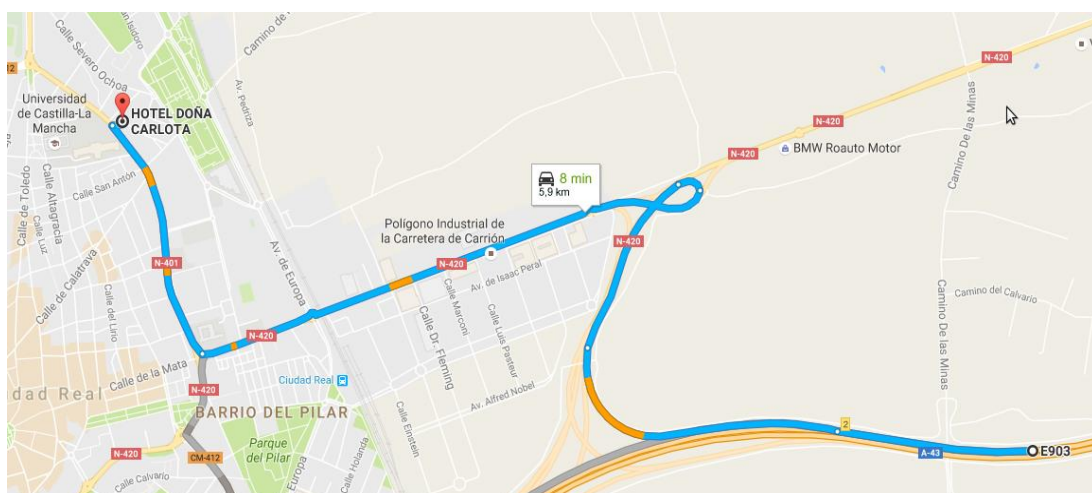 Calle Severo Ochoa
Isidoro
Camino de
N-420
12
Universidad
de Castilla-La
Mancha
HOTEL DOÑA
CARLOTA
Av. Pedriza
N-420
BMW Roauto Motor
N-420
Camino De las Minas
8 min
5,9 km
Calle San Antón
Calle de Toledo
Calle Altagracia
Calle Luz
Polígono Industrial de
la Carretera de Carrión
N-420
N-420
Av. de Isaac Peral
N-401
Av. de Europa
Calle de Calatrava
Calle del Lirio
Calle Marconi
Calle Luis Pasteur
Calle Dr. Fleming
Camino del Calvario
Camino De las Minas
N-420
Calle de la Mata
Ciudad Real
N-420
dad Real
BARRIO DEL PILAR
Av. Alfred Nobel
Calle Einstein
Parque
del Pilar
2
N-420
CM-412
A-43
E903
Calle Calvario
Europa
Calle Holanda